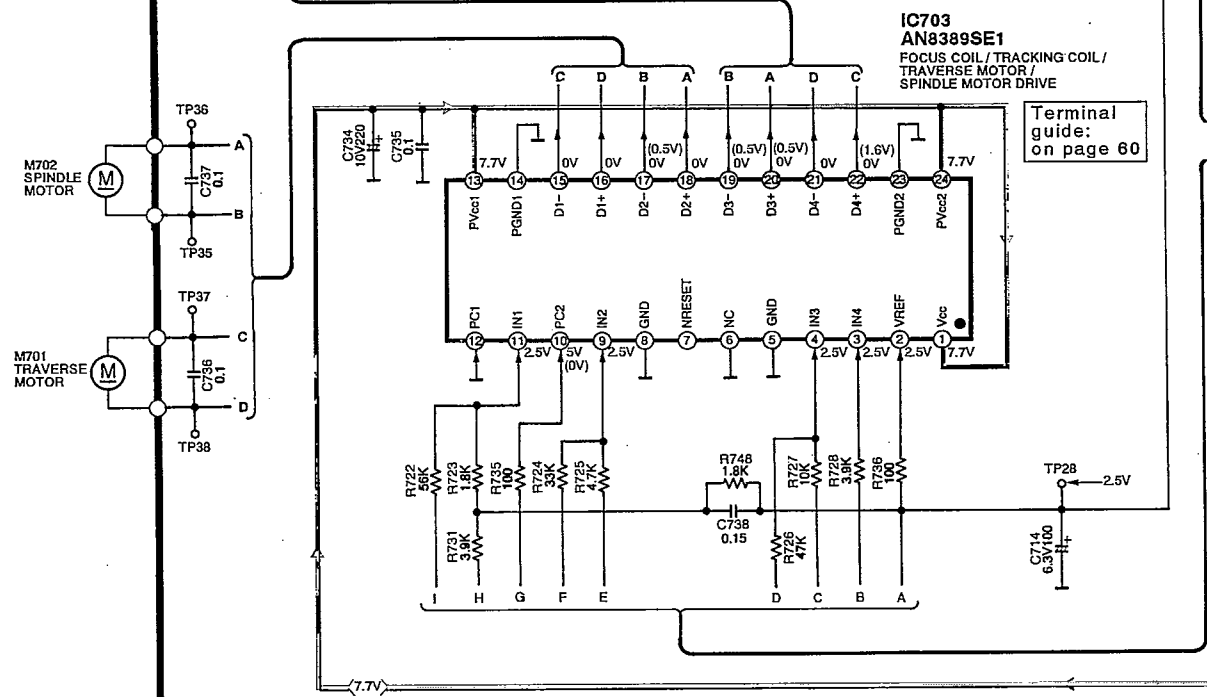 IC703
AN8389SE1
FOCUS COIL / TRACKING COIL /
TRAVERSE MOTOR /
SPINDLE MOTOR DRIVE
Terminal
guide:
on page 60
C D B A B A D C
TP36
A
M702
SPINDLE
MOTOR
M
C737
0.1
B
TP35
TP37
C
M701
TRAVERSE
MOTOR
M
C736
0.1
D
TP38
C734
10V220
C735
0.1
7.7V 0V 0V (0.5V) 0V (0.5V) 0V (0.5V) 0V (0.5V) 0V 0V (1.6V) 0V 7.7V
13 14 15 16 17 18 19 20 21 22 23 24
PVcc1 PGND1 D1- D1+ D2- D2+ D3- D3+ D4- D4+ PGND2 PVcc2
PC1 IN1 PC2 IN2 GND NRESET NC GND IN3 IN4 VREF Vcc
12 11 10 9 8 7 6 5 4 3 2 1
2.5V 5V (0V) 2.5V 2.5V 2.5V 2.5V 7.7V
R722
56K
R723
1.8K
R735
100
R724
33K
R725
4.7K
R748
1.8K
R727
10K
R728
3.9K
R736
100
TP28
2.5V
C738
0.15
R731
3.9K
R726
47K
C714
6.3V100
I H G F E D C B A
7.7V